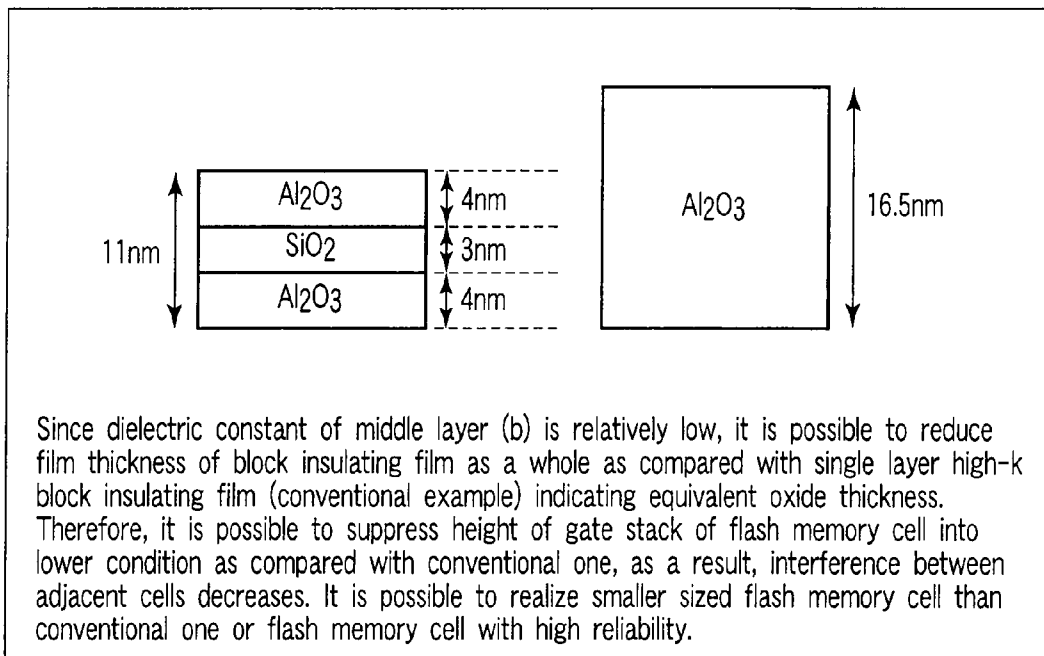 Al2O3
4nm
SiO2
3nm
Al2O3
4nm
11nm
Al2O3
16.5nm
Since dielectric constant of middle layer (b) is relatively low, it is possible to reduce
film thickness of block insulating film as a whole as compared with single layer high-k
block insulating film (conventional example) indicating equivalent oxide thickness.
Therefore, it is possible to suppress height of gate stack of flash memory cell into
lower condition as compared with conventional one, as a result, interference between
adjacent cells decreases. It is possible to realize smaller sized flash memory cell than
conventional one or flash memory cell with high reliability.